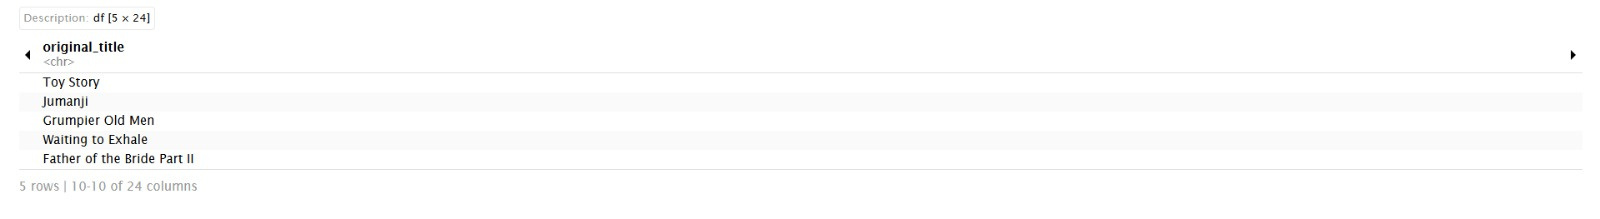 Description: df [5 × 24]
original_title
<chr>
Toy Story
Jumanji
Grumpier Old Men
Waiting to Exhale
Father of the Bride Part II
5 rows | 10-10 of 24 columns